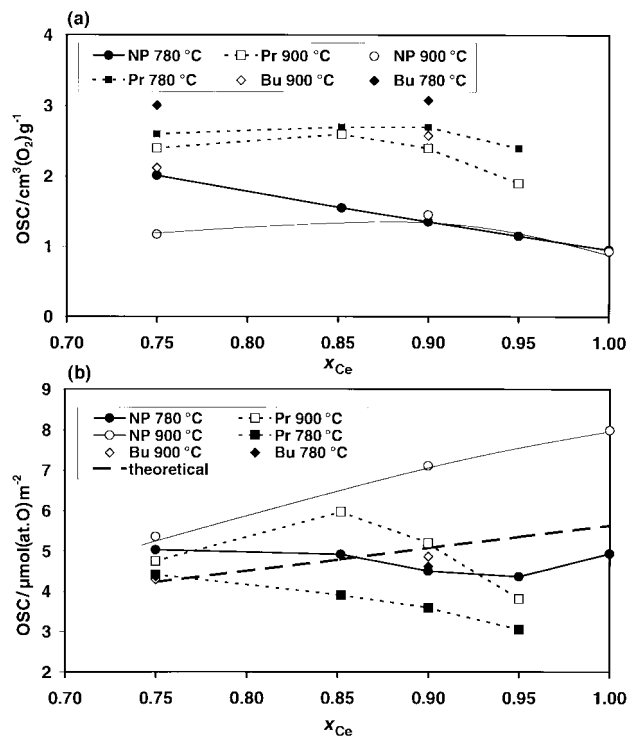 (a)
NP 780 °C Pr 900 °C NP 900 °C
Pr 780 °C Bu 900 °C Bu 780 °C
OSC/cm³(O₂)g⁻¹
4
3
2
1
0
0.70 0.75 0.80 0.85 0.90 0.95 1.00
xCe
(b)
NP 780 °C Pr 900 °C
NP 900 °C Pr 780 °C
Bu 900 °C Bu 780 °C
theoretical
OSC/μmol(at.O)m⁻²
9
8
7
6
5
4
3
2
0.70 0.75 0.80 0.85 0.90 0.95 1.00
xCe